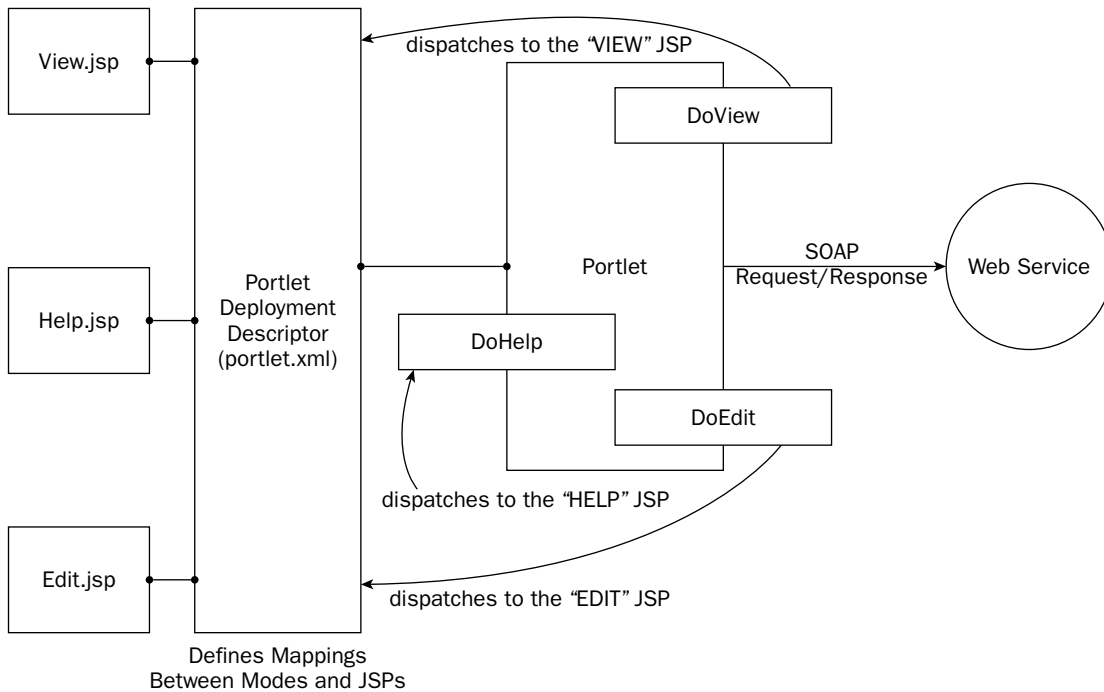 View.jsp
dispatches to the “VIEW” JSP
DoView
Help.jsp
Portlet
Deployment
Descriptor
(portlet.xml)
Portlet
SOAP
Request/Response
Web Service
DoHelp
DoEdit
dispatches to the “HELP” JSP
Edit.jsp
dispatches to the “EDIT” JSP
Defines Mappings
Between Modes and JSPs